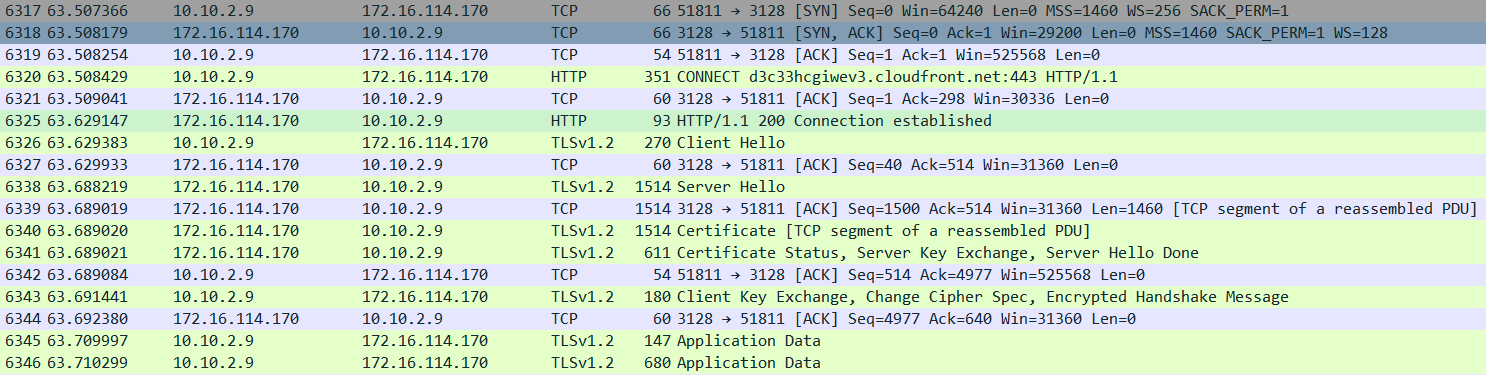 6317 63.507366 10.10.2.9 172.16.114.170 TCP 66 51811 → 3128 [SYN] Seq=0 Win=64240 Len=0 MSS=1460 WS=256 SACK_PERM=1
6318 63.508179 172.16.114.170 10.10.2.9 TCP 66 3128 → 51811 [SYN, ACK] Seq=0 Ack=1 Win=29200 Len=0 MSS=1460 SACK_PERM=1 WS=128
6319 63.508254 10.10.2.9 172.16.114.170 TCP 54 51811 → 3128 [ACK] Seq=1 Ack=1 Win=525568 Len=0
6320 63.508429 10.10.2.9 172.16.114.170 HTTP 351 CONNECT d3c33hcgiwev3.cloudfront.net:443 HTTP/1.1
6321 63.509041 172.16.114.170 10.10.2.9 TCP 60 3128 → 51811 [ACK] Seq=1 Ack=298 Win=30336 Len=0
6325 63.629147 172.16.114.170 10.10.2.9 HTTP 93 HTTP/1.1 200 Connection established
6326 63.629383 10.10.2.9 172.16.114.170 TLSv1.2 270 Client Hello
6327 63.629933 172.16.114.170 10.10.2.9 TCP 60 3128 → 51811 [ACK] Seq=40 Ack=514 Win=31360 Len=0
6338 63.688219 172.16.114.170 10.10.2.9 TLSv1.2 1514 Server Hello
6339 63.689019 172.16.114.170 10.10.2.9 TCP 1514 3128 → 51811 [ACK] Seq=1500 Ack=514 Win=31360 Len=1460 [TCP segment of a reassembled PDU]
6340 63.689020 172.16.114.170 10.10.2.9 TLSv1.2 1514 Certificate [TCP segment of a reassembled PDU]
6341 63.689021 172.16.114.170 10.10.2.9 TLSv1.2 611 Certificate Status, Server Key Exchange, Server Hello Done
6342 63.689084 10.10.2.9 172.16.114.170 TCP 54 51811 → 3128 [ACK] Seq=514 Ack=4977 Win=525568 Len=0
6343 63.691441 10.10.2.9 172.16.114.170 TLSv1.2 180 Client Key Exchange, Change Cipher Spec, Encrypted Handshake Message
6344 63.692380 172.16.114.170 10.10.2.9 TCP 60 3128 → 51811 [ACK] Seq=4977 Ack=640 Win=31360 Len=0
6345 63.709997 10.10.2.9 172.16.114.170 TLSv1.2 147 Application Data
6346 63.710299 10.10.2.9 172.16.114.170 TLSv1.2 680 Application Data